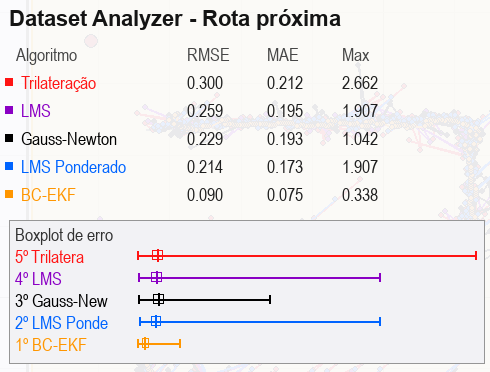 Dataset Analyzer - Rota próxima
Algoritmo RMSE MAE Max
Trilateração 0.300 0.212 2.662
LMS 0.259 0.195 1.907
Gauss-Newton 0.229 0.193 1.042
LMS Ponderado 0.214 0.173 1.907
BC-EKF 0.090 0.075 0.338
Boxplot de erro
5º Trilatera
4º LMS
3º Gauss-New
2º LMS Ponde
1º BC-EKF